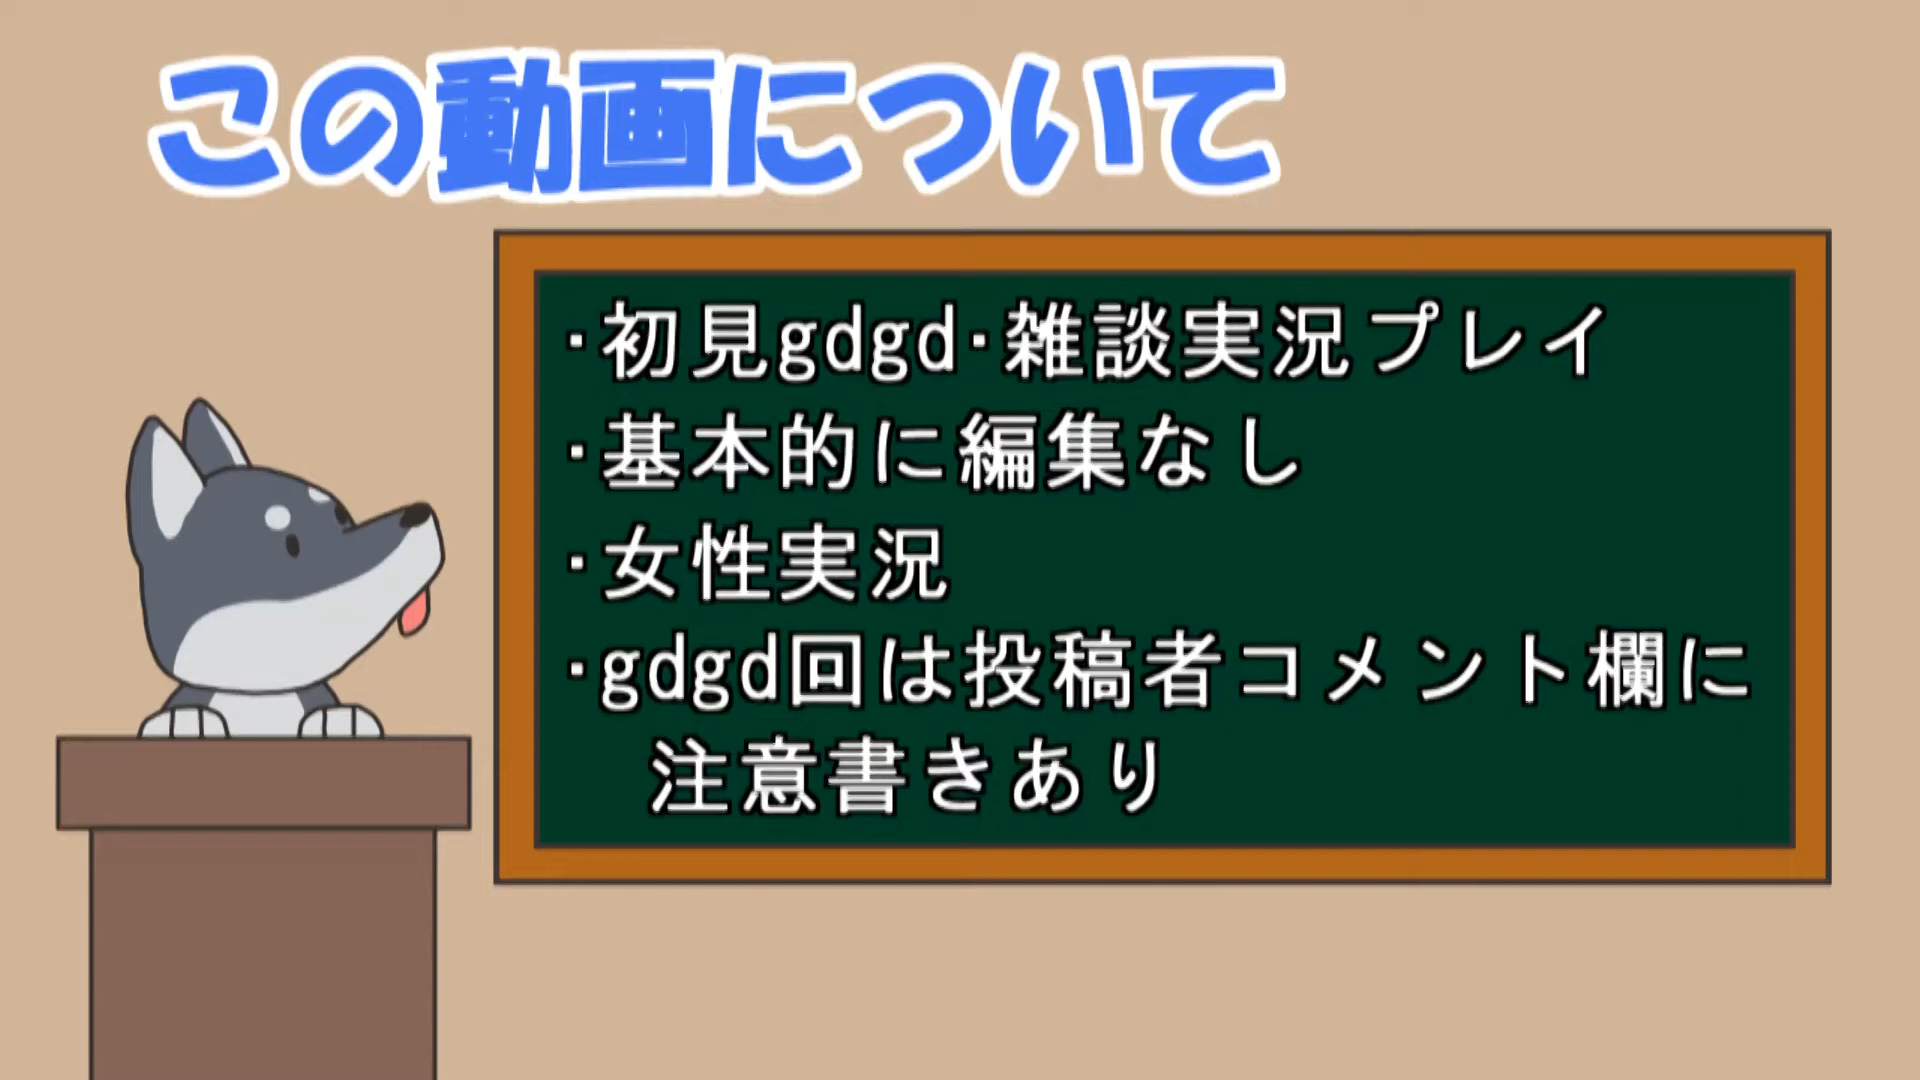 この動画について
・初見gdgd・雑談実況プレイ
・基本的に編集なし
・女性実況
・gdgd回は投稿者コメント欄に
注意書きあり